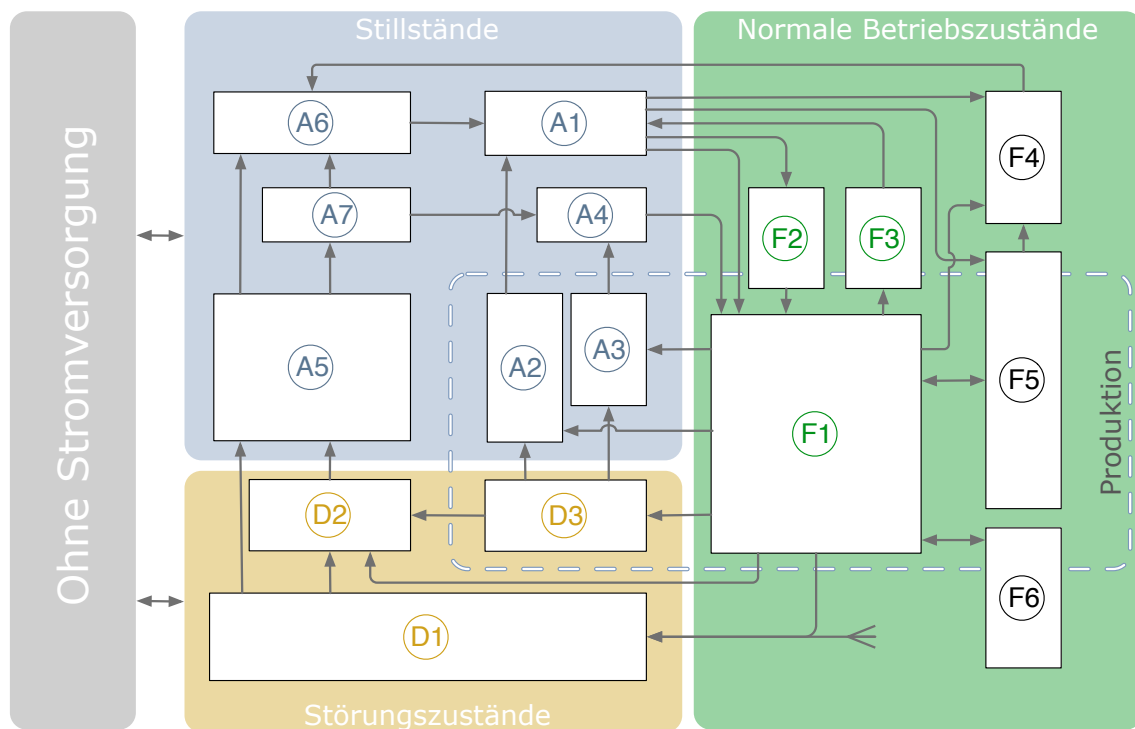 Ohne Stromversorgung
Stillstände
Normale Betriebszustände
A6
A1
F4
A7
A4
F2
F3
A5
A2
A3
F1
F5
Produktion
D2
D3
F6
D1
Störungszustände